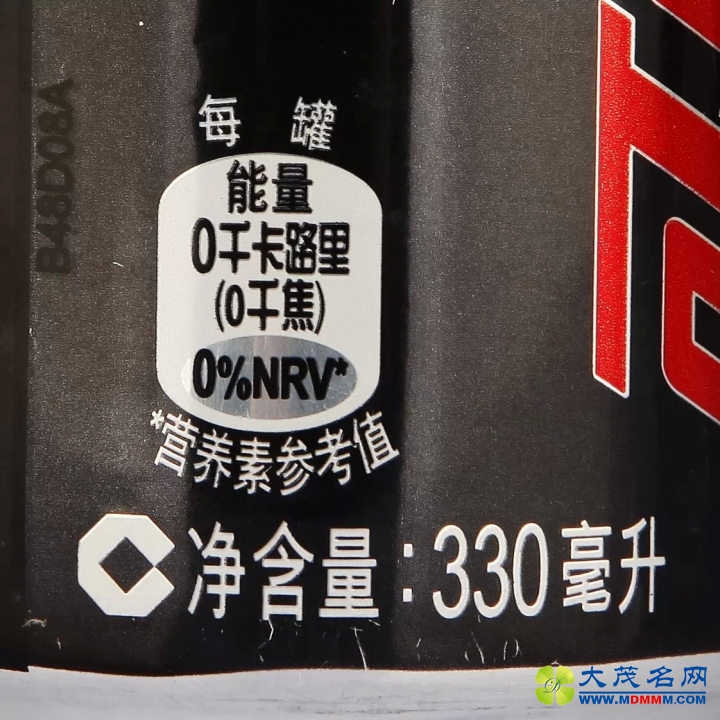 每 罐
能量
0千卡路里
(0千焦)
0%NRV*
*营养素参考值
净含量:330毫升
B48D08A
大茂名网
WWW.MDMMM.COM